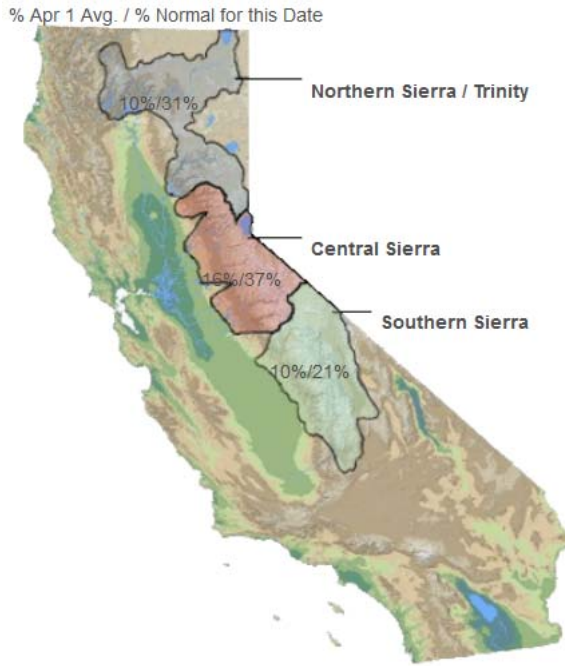 % Apr 1 Avg. / % Normal for this Date
Northern Sierra / Trinity
10%/31%
Central Sierra
16%/37%
Southern Sierra
10%/21%